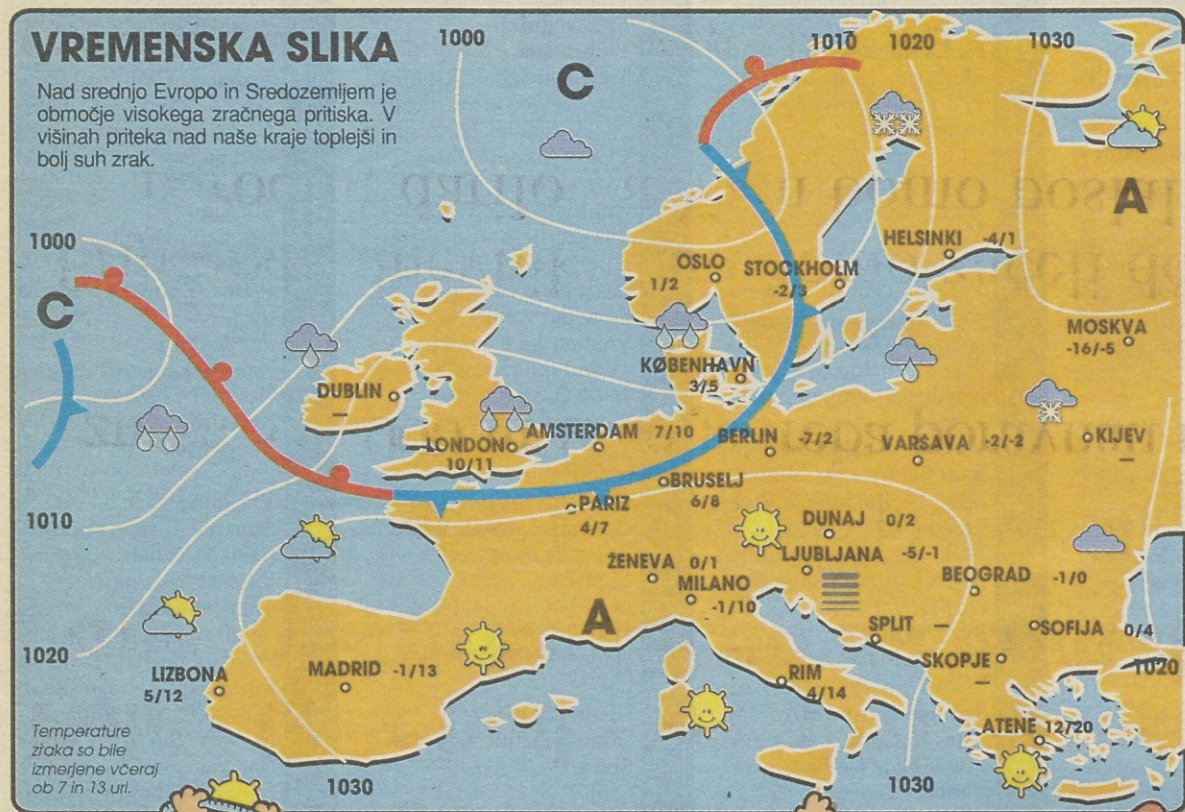 VREMENSKA SLIKA
Nad srednjo Evropo in Sredozemljem je
območje visokega zračnega pritiska. V
višinah priteka nad naše kraje toplejši in
bolj suh zrak.
1000
1010
1020
1030
C
A
1000
C
HELSINKI -4/1
OSLO
1/2
STOCKHOLM
-2/3
MOSKVA
-16/-5
KØBENHAVN
3/5
DUBLIN
–
LONDON
10/11
AMSTERDAM 7/10
BERLIN -7/2
VARŠAVA -2/-2
KIJEV
–
BRUSELJ
6/8
PARIZ
4/7
1010
DUNAJ 0/2
ŽENEVA 0/1
LJUBLJANA -5/-1
MILANO
-1/10
BEOGRAD -1/0
A
SPLIT –
SOFIJA 0/4
1020
SKOPJE
–
1020
LIZBONA
5/12
MADRID -1/13
RIM
4/14
ATENE 12/20
Temperature
zraka so bile
izmerjene včeraj
ob 7 in 13 uri.
1030
1030